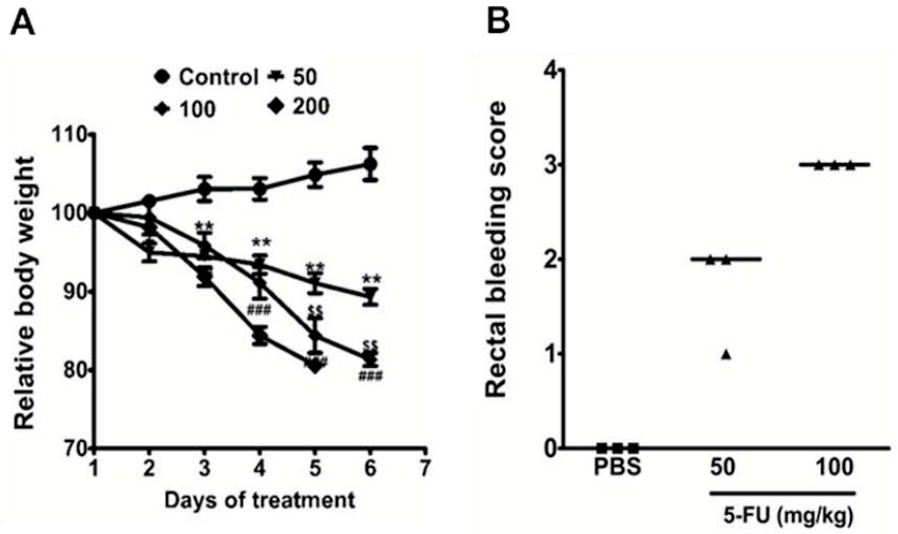 A
Control 50
100 200
Relative body weight
110
100
90
80
70
**
**
**
**
###
$$
###
$$
###
1 2 3 4 5 6 7
Days of treatment
B
Rectal bleeding score
4
3
2
1
0
PBS 50 100
5-FU (mg/kg)